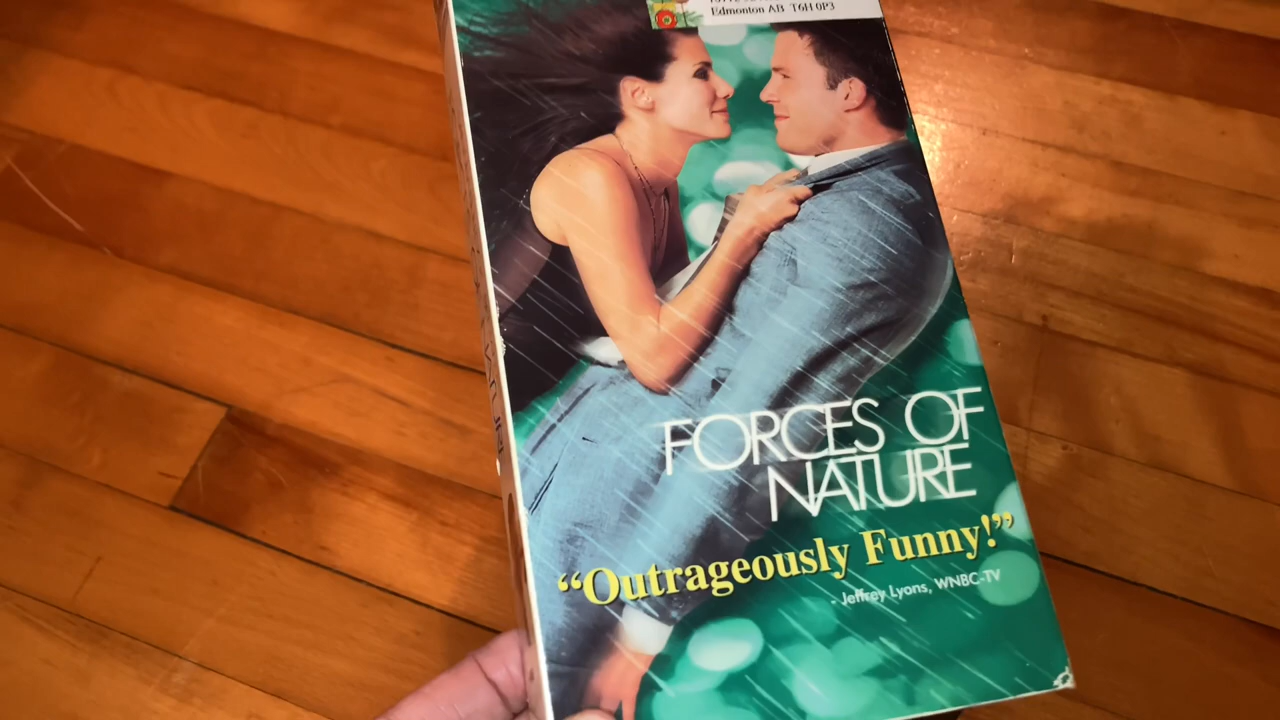 Edmonton AB T6H 0P3
FORCES OF
NATURE
“Outrageously Funny!”
- Jeffrey Lyons, WNBC-TV